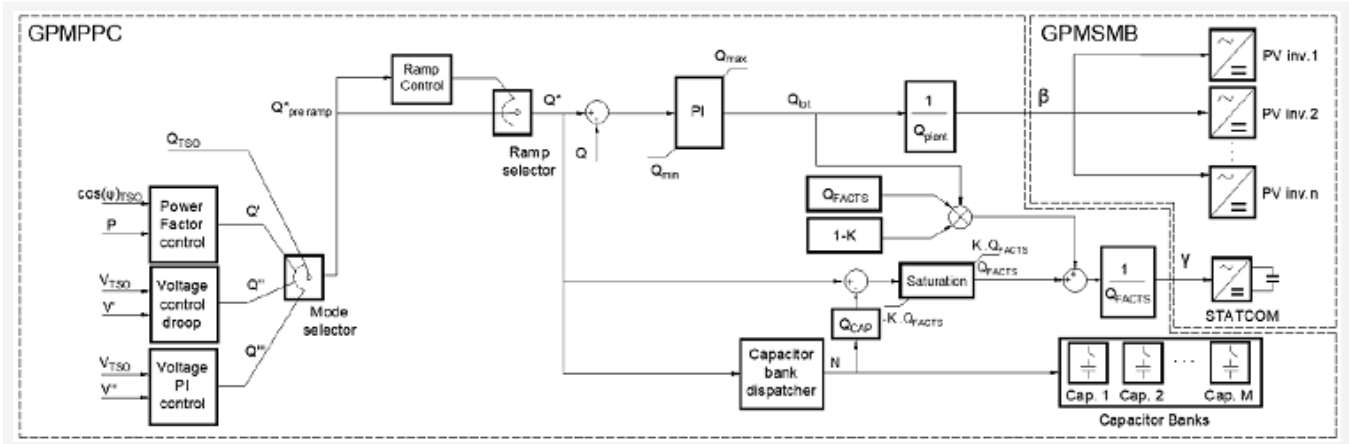 GPMPPC
GPMSMB
Ramp
Control
Q*pre ramp
Q*
Ramp
selector
Q
Qmax
PI
Qmin
Qtot
1
Qplant
β
PV inv.1
PV inv.2
PV inv.n
QTSO
cos(φ)TSO
P
Power
Factor
control
Q'
VTSO
V'
Voltage
control
droop
Q''
VTSO
V''
Voltage
PI
control
Q'''
Mode
selector
QFACTS
1-K
K.QFACTS
QFACTS
Saturation
-K.QFACTS
QCAP
1
QFACTS
γ
STATCOM
Capacitor
bank
dispatcher
N
Cap. 1 Cap. 2 ... Cap. M
Capacitor Banks